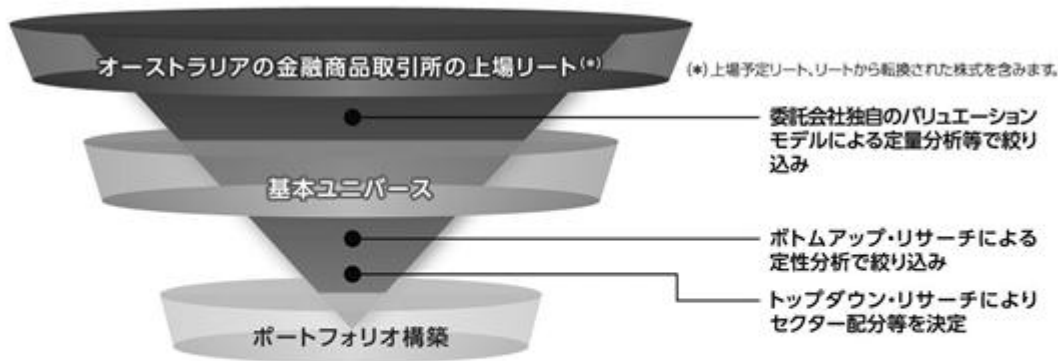 オーストラリアの金融商品取引所の上場リート(*)
(*)上場予定リート、リートから転換された株式を含みます。
委託会社独自のバリュエーション
モデルによる定量分析等で絞り
込み
基本ユニバース
ボトムアップ・リサーチによる
定性分析で絞り込み
トップダウン・リサーチにより
セクター配分等を決定
ポートフォリオ構築